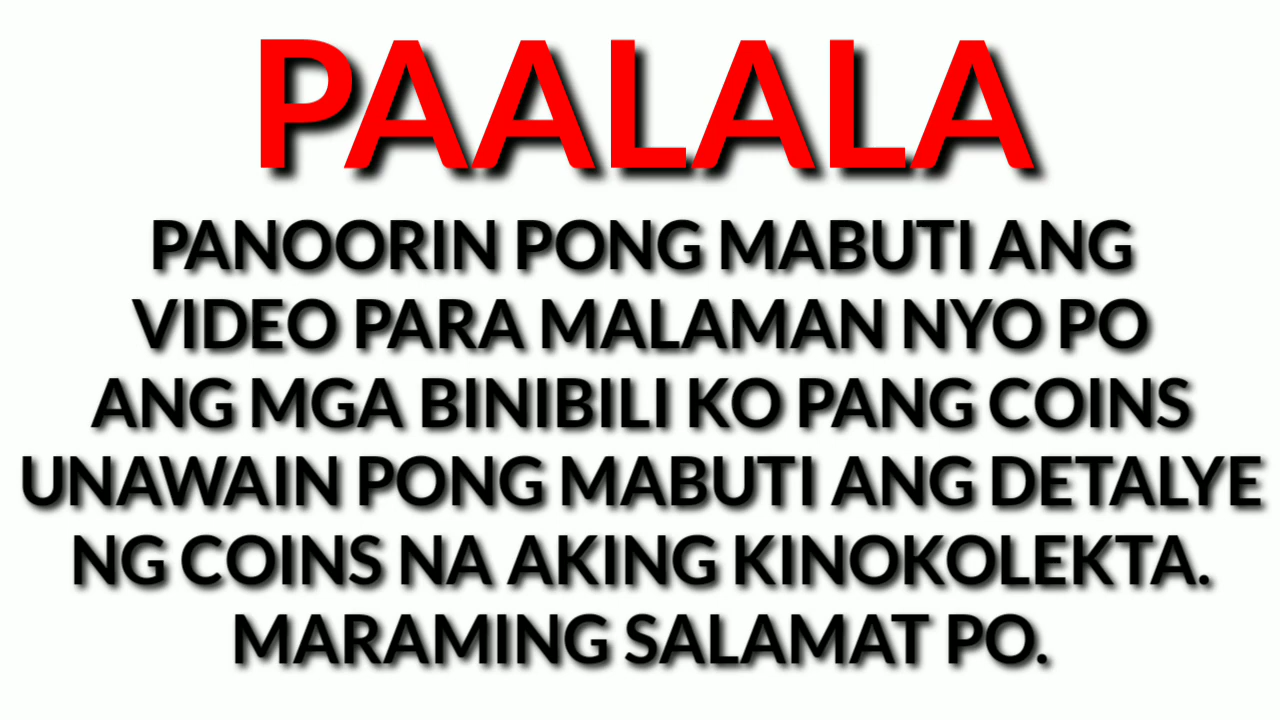 PAALALA
PANOORIN PONG MABUTI ANG
VIDEO PARA MALAMAN NYO PO
ANG MGA BINIBILI KO PANG COINS
UNAWAIN PONG MABUTI ANG DETALYE
NG COINS NA AKING KINOKOLEKTA.
MARAMING SALAMAT PO.